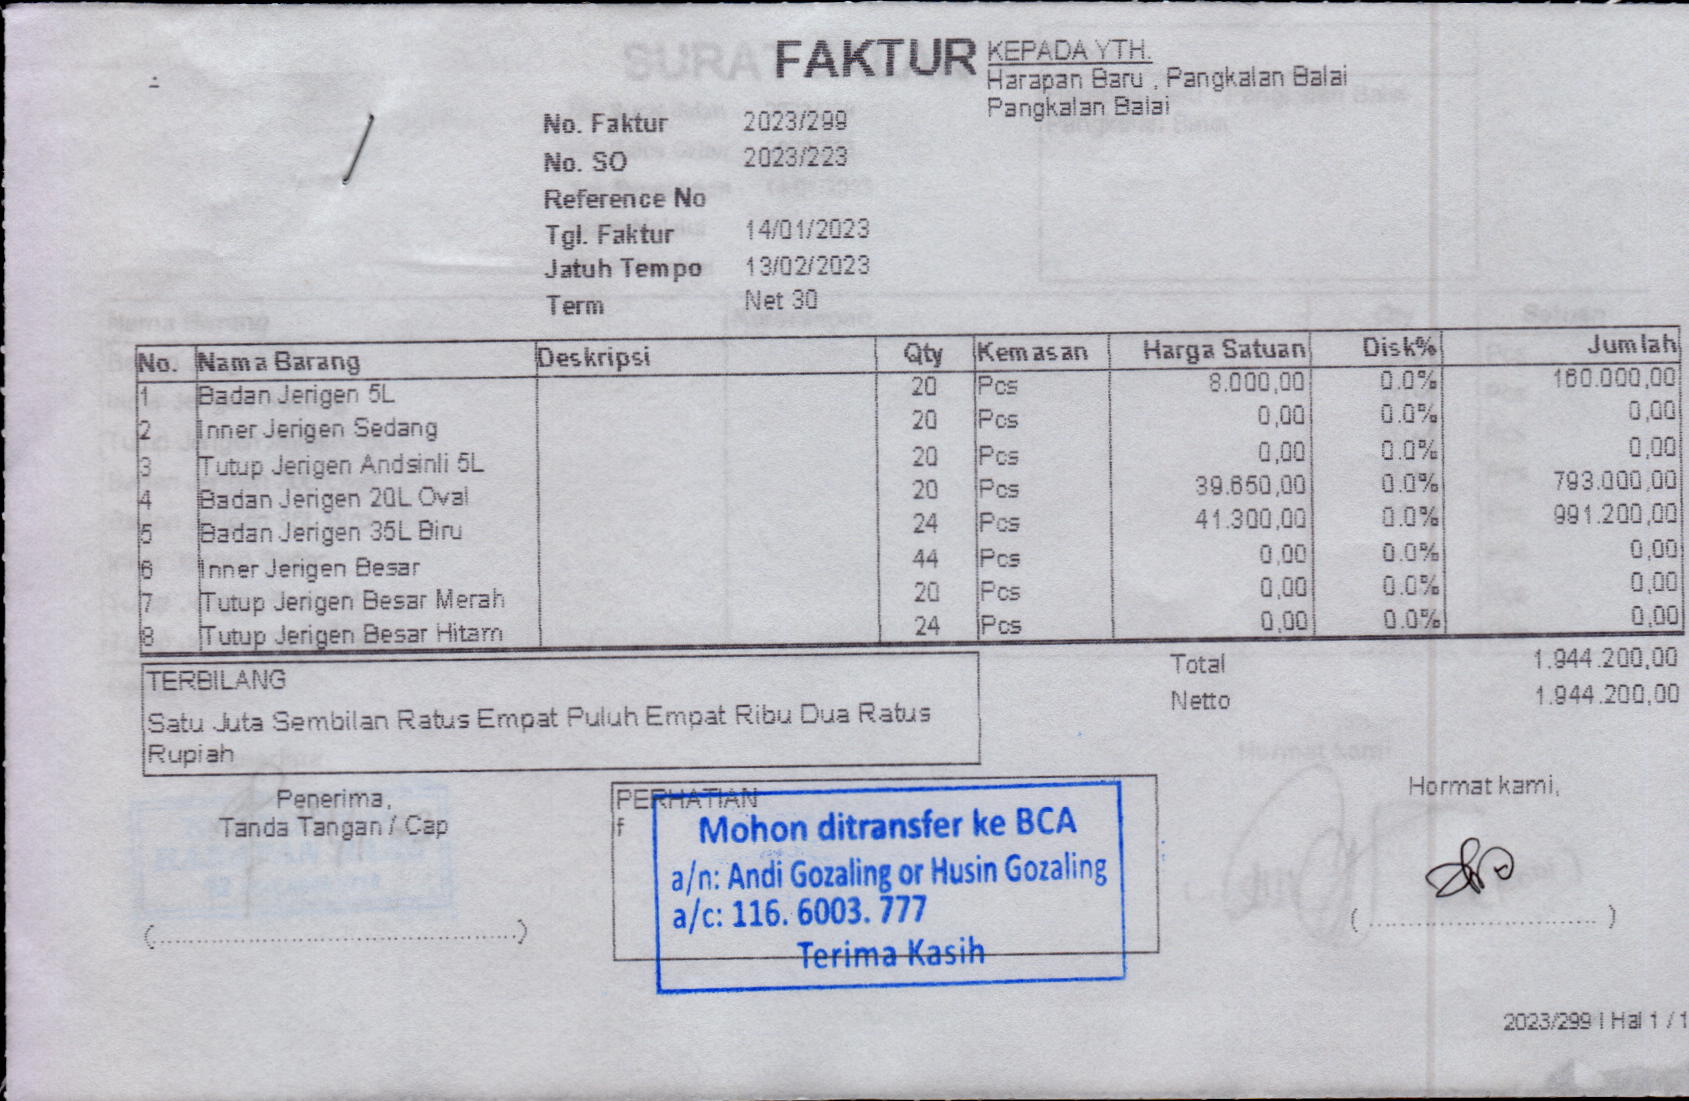 FAKTUR
KEPADA YTH.
Harapan Baru , Pangkalan Balai
Pangkalan Balai
No. Faktur 2023/299
No. SO 2023/223
Reference No
Tgl. Faktur 14/01/2023
Jatuh Tempo 13/02/2023
Term Net 30
No. Nama Barang Deskripsi Qty Kemasan Harga Satuan Disk% Jumlah
1 Badan Jerigen 5L 20 Pcs 8.000,00 0.0% 160.000,00
2 Inner Jerigen Sedang 20 Pcs 0,00 0.0% 0,00
3 Tutup Jerigen Andsinli 5L 20 Pcs 0,00 0.0% 0,00
4 Badan Jerigen 20L Oval 20 Pcs 39.650,00 0.0% 793.000,00
5 Badan Jerigen 35L Biru 24 Pcs 41.300,00 0.0% 991.200,00
6 Inner Jerigen Besar 44 Pcs 0,00 0.0% 0,00
7 Tutup Jerigen Besar Merah 20 Pcs 0,00 0.0% 0,00
8 Tutup Jerigen Besar Hitam 24 Pcs 0,00 0.0% 0,00
Total 1.944.200,00
Netto 1.944.200,00
TERBILANG
Satu Juta Sembilan Ratus Empat Puluh Empat Ribu Dua Ratus
Rupiah
Penerima,
Tanda Tangan / Cap
(................................................)
PERHATIAN
f
Mohon ditransfer ke BCA
a/n: Andi Gozaling or Husin Gozaling
a/c: 116. 6003. 777
Terima Kasih
Hormat kami,
( .............................. )
2023/299 | Hal 1 / 1